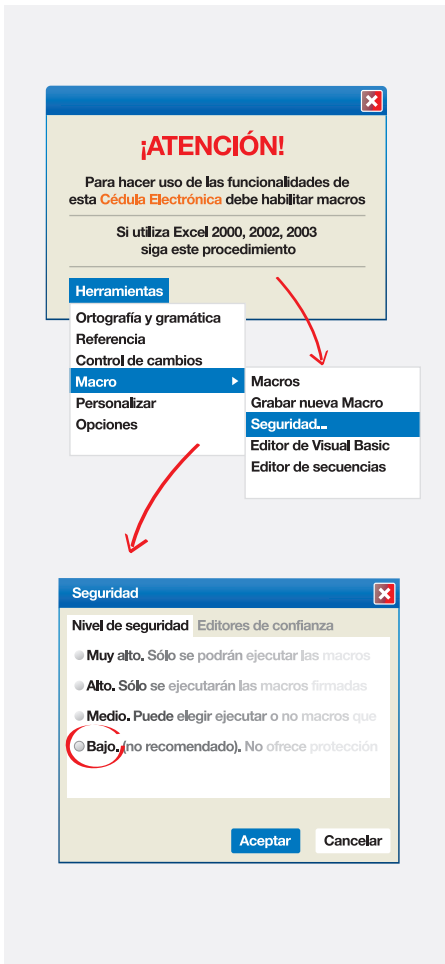 ¡ATENCIÓN!
Para hacer uso de las funcionalidades de
esta Cédula Electrónica debe habilitar macros
Si utiliza Excel 2000, 2002, 2003
siga este procedimiento
Herramientas
Ortografía y gramática
Referencia
Control de cambios
Macro
Personalizar
Opciones
Macros
Grabar nueva Macro
Seguridad...
Editor de Visual Basic
Editor de secuencias
Seguridad
Nivel de seguridad Editores de confianza
Muy alto. Sólo se podrán ejecutar las macros
Alto. Sólo se ejecutarán las macros firmadas
Medio. Puede elegir ejecutar o no macros que
Bajo. (no recomendado). No ofrece protección
Aceptar Cancelar